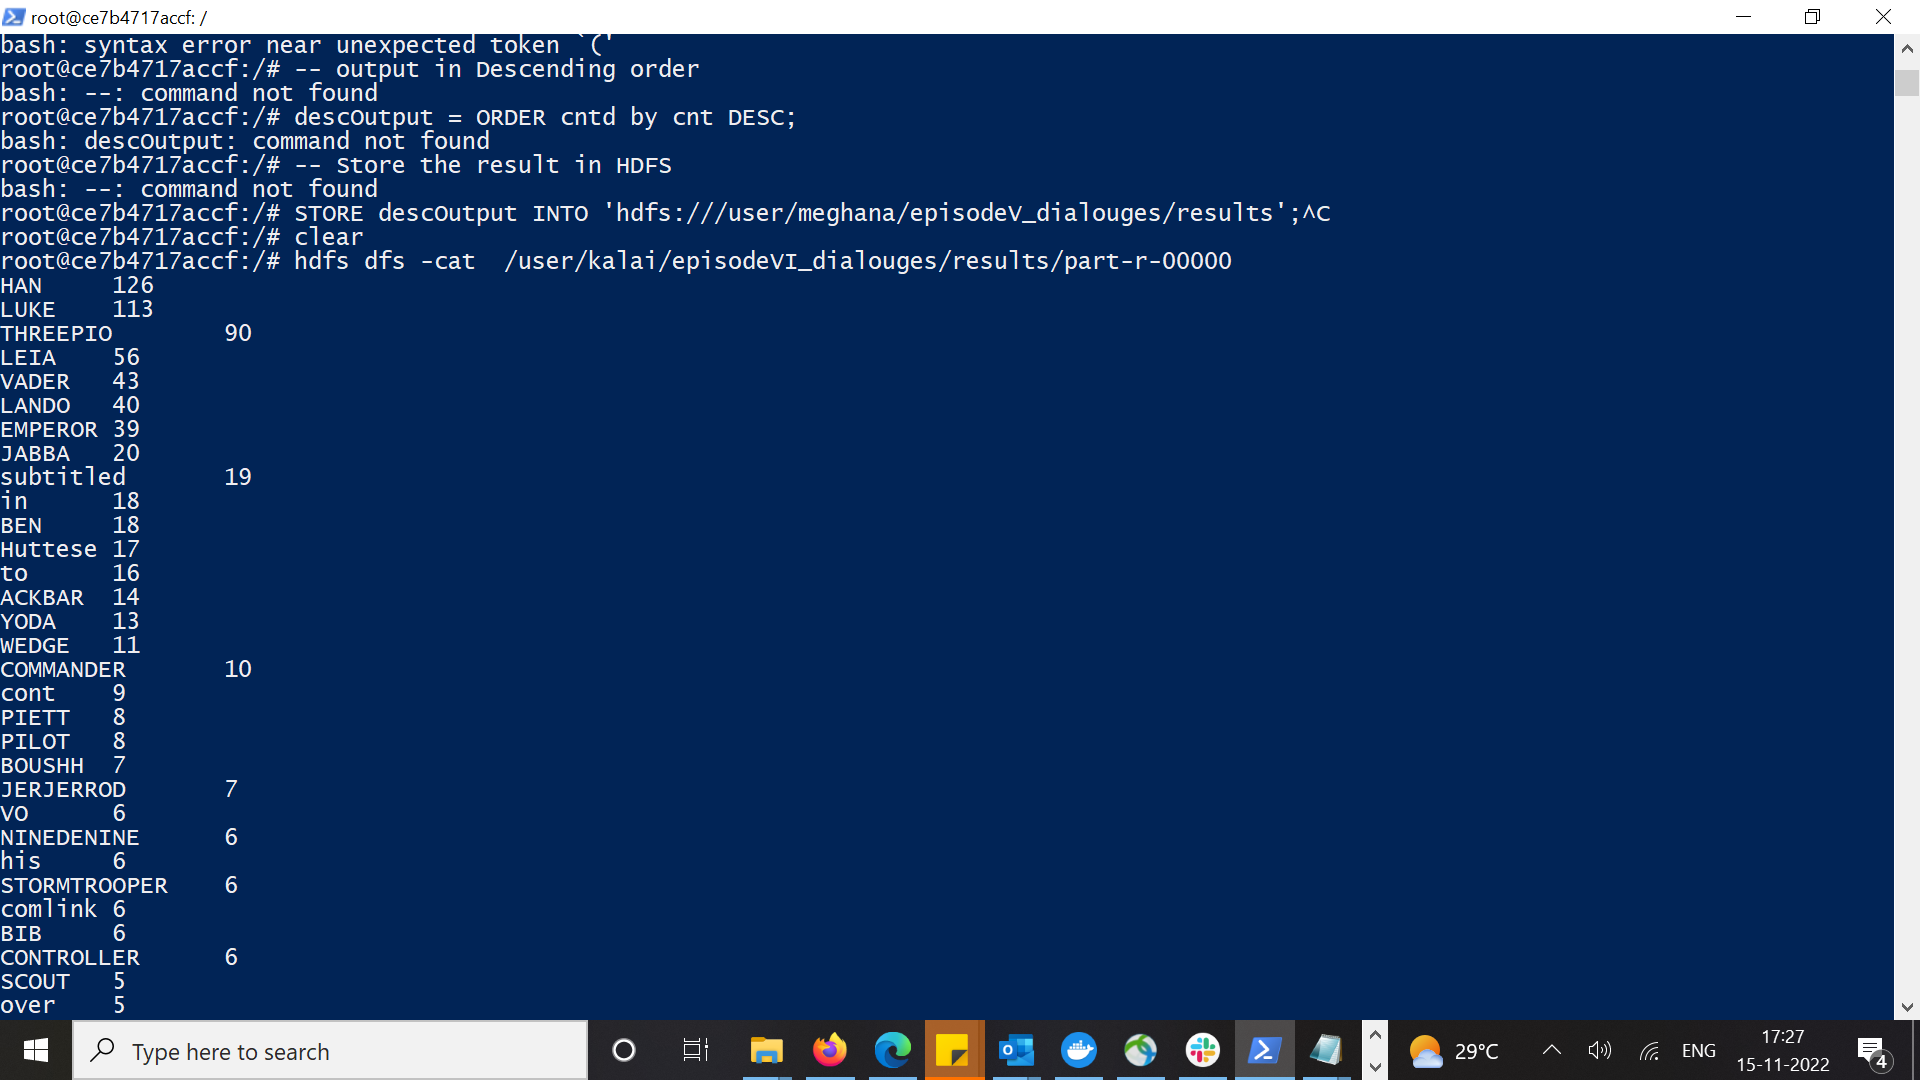 root@ce7b4717accf: /
bash: syntax error near unexpected token `('
root@ce7b4717accf:/# -- output in Descending order
bash: --: command not found
root@ce7b4717accf:/# descOutput = ORDER cntd by cnt DESC;
bash: descOutput: command not found
root@ce7b4717accf:/# -- Store the result in HDFS
bash: --: command not found
root@ce7b4717accf:/# STORE descOutput INTO 'hdfs:///user/meghana/episodeV_dialouges/results';^C
root@ce7b4717accf:/# clear
root@ce7b4717accf:/# hdfs dfs -cat  /user/kalai/episodeVI_dialouges/results/part-r-00000
HAN     126
LUKE    113
THREEPIO        90
LEIA    56
VADER   43
LANDO   40
EMPEROR 39
JABBA   20
subtitled       19
in      18
BEN     18
Huttese 17
to      16
ACKBAR  14
YODA    13
WEDGE   11
COMMANDER       10
cont    9
PIETT   8
PILOT   8
BOUSHH  7
JERJERROD       7
VO      6
NINEDENINE      6
his     6
STORMTROOPER    6
comlink 6
BIB     6
CONTROLLER      6
SCOUT   5
over    5
Type here to search
29°C
ENG
17:27
15-11-2022
4